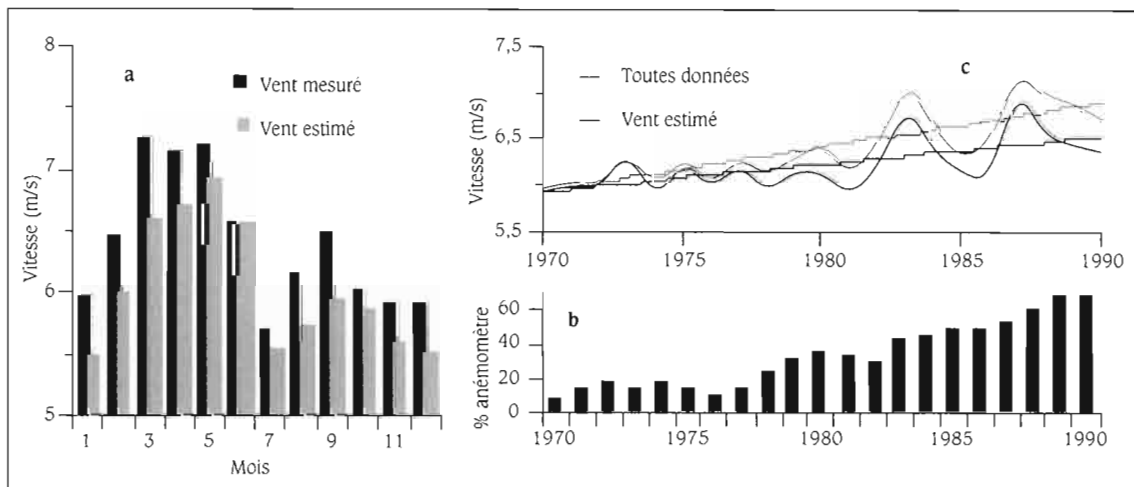 8
7
6
5
Vitesse (m/s)
a
Vent mesuré
Vent estimé
1 3 5 7 9 11
Mois
7,5
6,5
5,5
Vitesse (m/s)
c
Toutes données
Vent estimé
1970 1975 1980 1985 1990
60
40
20
0
% anémomètre
b
1970 1975 1980 1985 1990